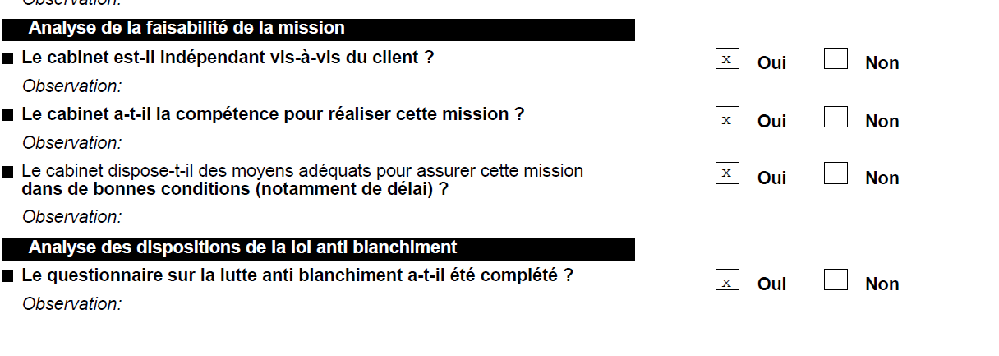 Observation:
Analyse de la faisabilité de la mission
Le cabinet est-il indépendant vis-à-vis du client ? x Oui Non
Observation:
Le cabinet a-t-il la compétence pour réaliser cette mission ? x Oui Non
Observation:
Le cabinet dispose-t-il des moyens adéquats pour assurer cette mission x Oui Non
dans de bonnes conditions (notamment de délai) ?
Observation:
Analyse des dispositions de la loi anti blanchiment
Le questionnaire sur la lutte anti blanchiment a-t-il été complété ? x Oui Non
Observation: